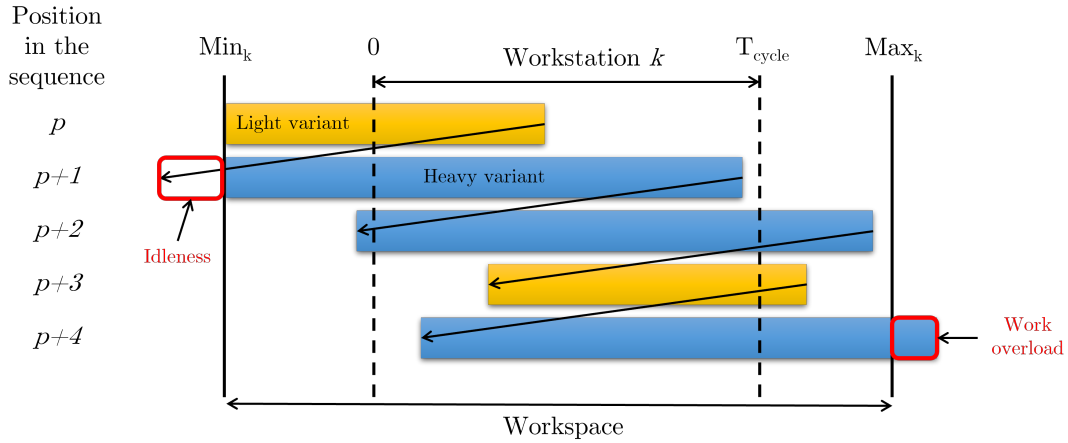 Position
in the
sequence
Min_k
0
Workstation k
T_cycle
Max_k
p
Light variant
p+1
Heavy variant
p+2
Idleness
p+3
p+4
Work
overload
Workspace